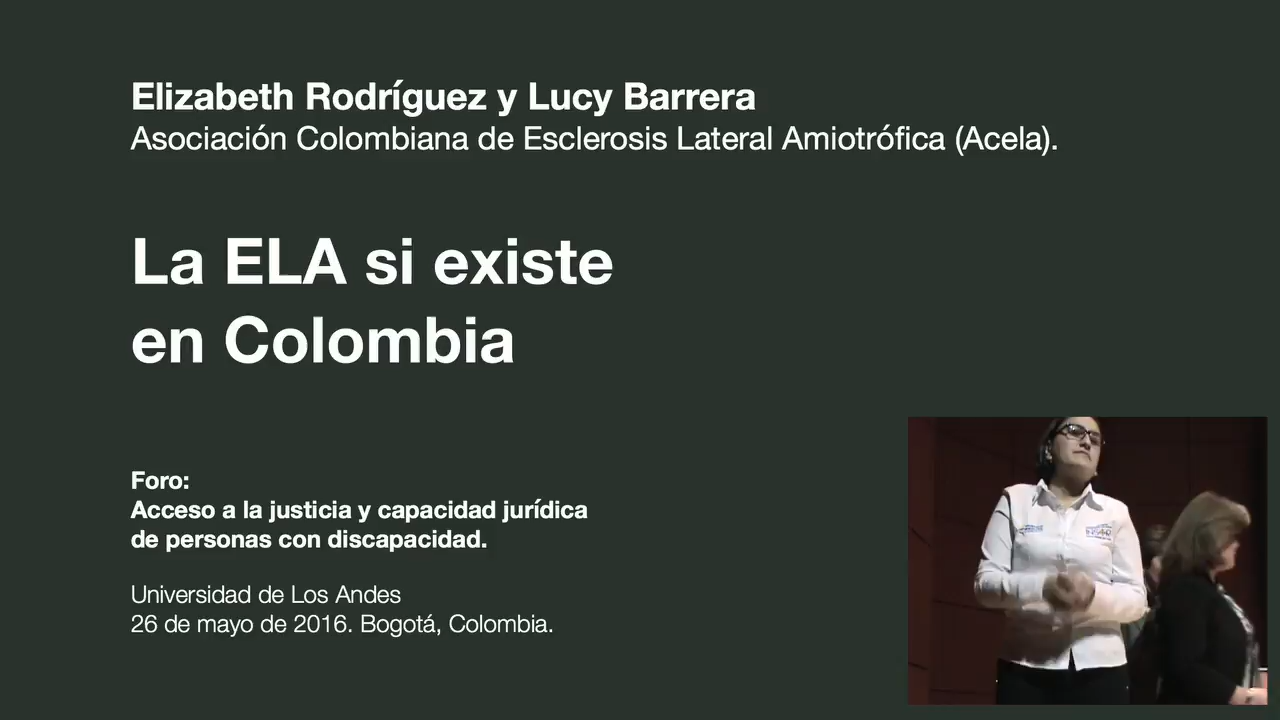 Elizabeth Rodríguez y Lucy Barrera
Asociación Colombiana de Esclerosis Lateral Amiotrófica (Acela).
La ELA si existe
en Colombia
Foro:
Acceso a la justicia y capacidad jurídica
de personas con discapacidad.
Universidad de Los Andes
26 de mayo de 2016. Bogotá, Colombia.